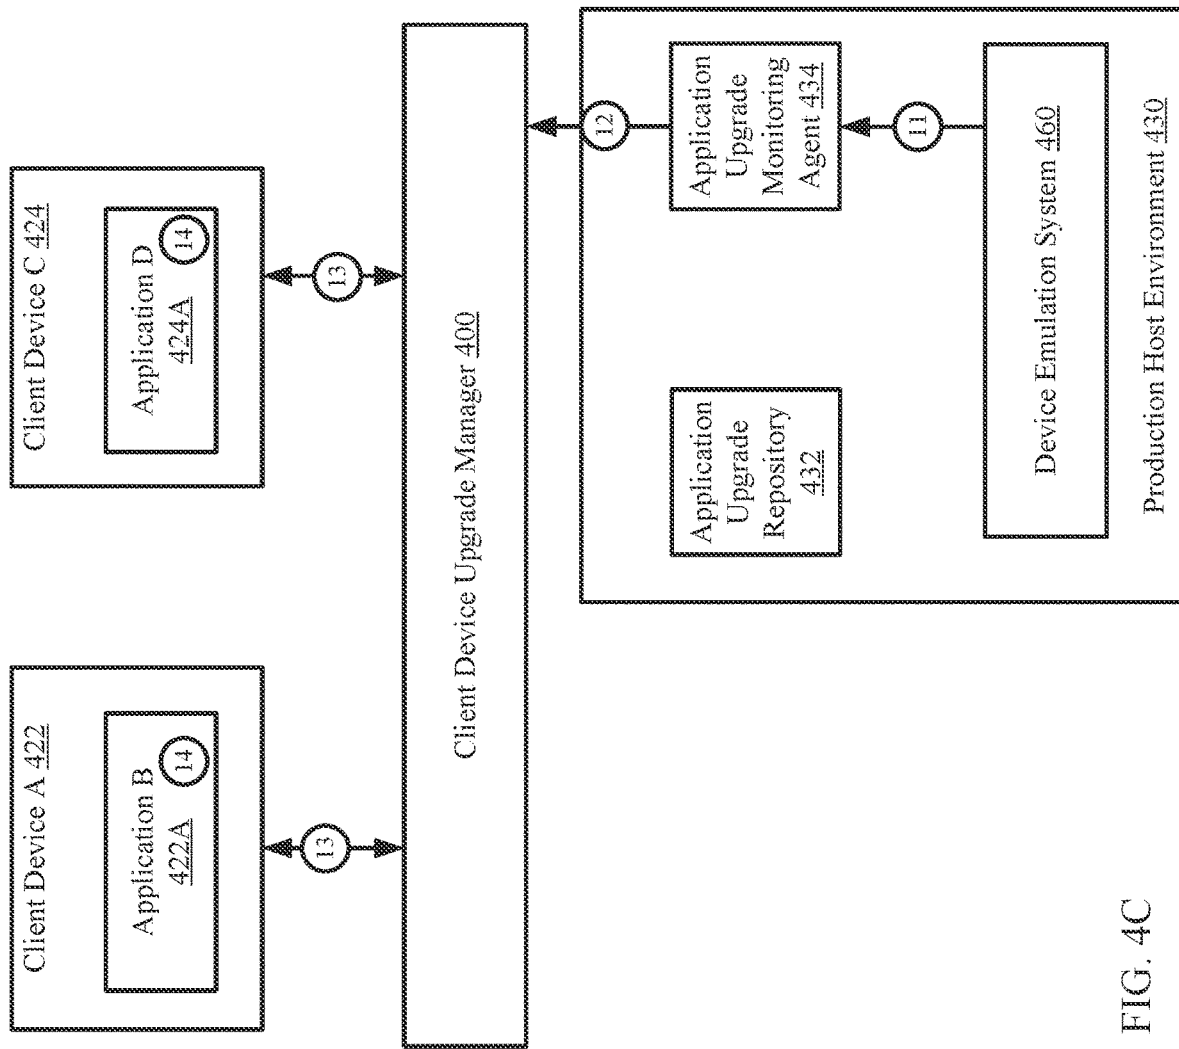 Client Device A 422
Application B
422A
14
13
Client Device C 424
Application D
424A
14
13
Client Device Upgrade Manager 400
12
Application
Upgrade
Repository
432
Application
Upgrade
Monitoring
Agent 434
11
Device Emulation System 460
Production Host Environment 430
FIG. 4C